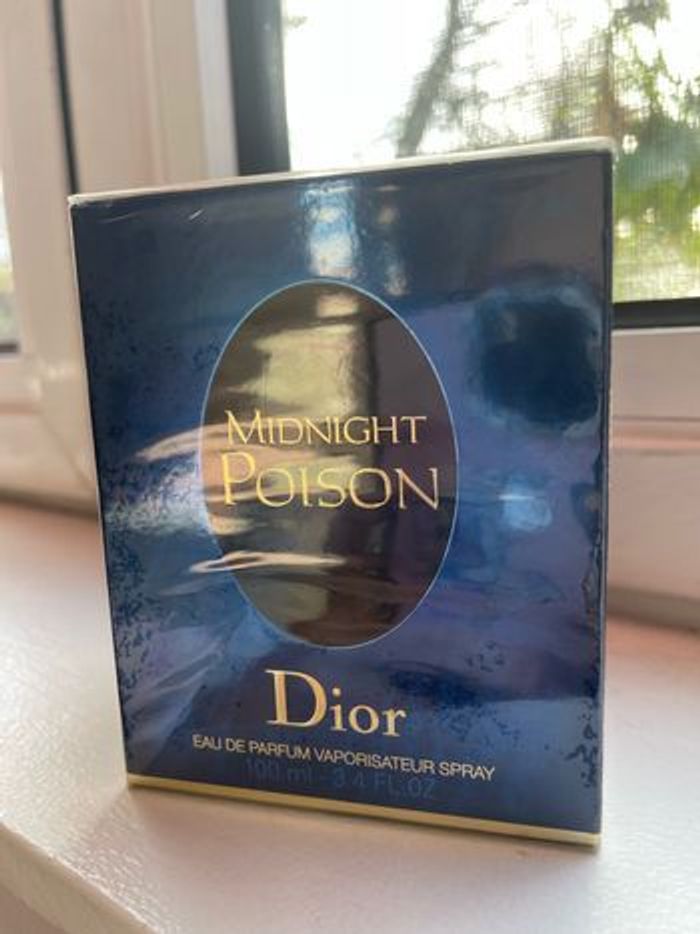 MIDNIGHT
POISON
Dior
EAU DE PARFUM VAPORISATEUR SPRAY
100 ml - 3.4 FL.OZ